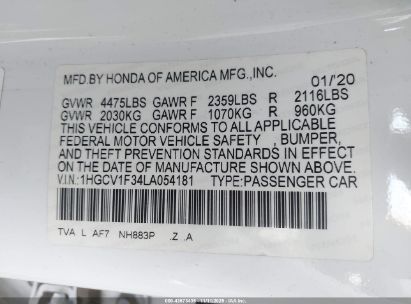 MFD.BY HONDA OF AMERICA MFG.,INC. 01/20
GVWR 4475LBS GAWR F 2359LBS R 2116LBS
GVWR 2030KG GAWR F 1070KG R 960KG
THIS VEHICLE CONFORMS TO ALL APPLICABLE
FEDERAL MOTOR VEHICLE SAFETY , BUMPER,
AND THEFT PREVENTION STANDARDS IN EFFECT
ON THE DATE OF MANUFACTURE SHOWN ABOVE.
V.I.N.:1HGCV1F34LA054181 TYPE:PASSENGER CAR
TVA L AF7 NH883P .Z .A